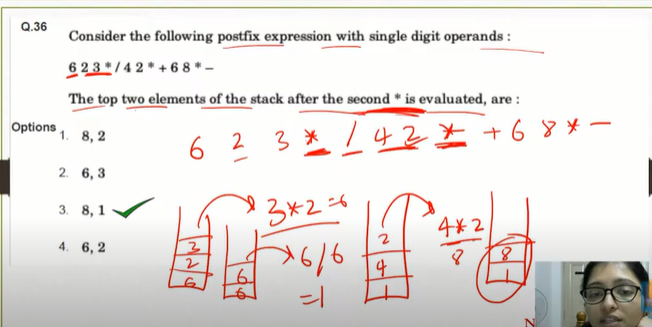 Q.36
Consider the following postfix expression with single digit operands :
6 2 3 * / 4 2 * + 6 8 * –
The top two elements of the stack after the second * is evaluated, are :
Options
1. 8, 2
2. 6, 3
3. 8, 1
4. 6, 2
6 2 3 * / 4 2 * + 6 8 * –
3*2=6
6/6
=1
4*2
8
3
2
6
6
6
2
4
1
8
1
N